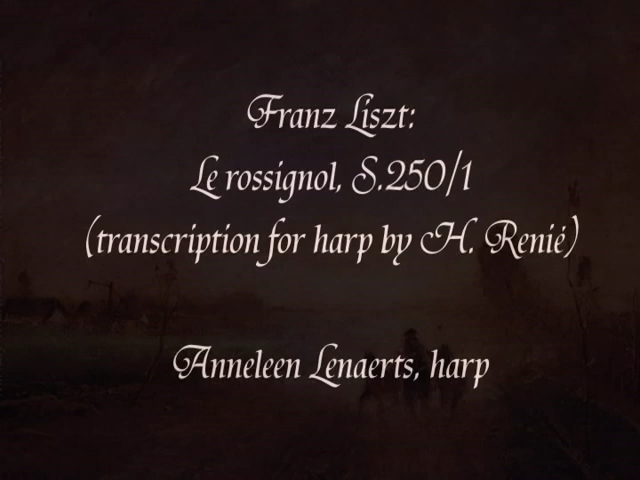 Franz Liszt:
Le rossignol, S.250/1
(transcription for harp by H. Renié)
Anneleen Lenaerts, harp